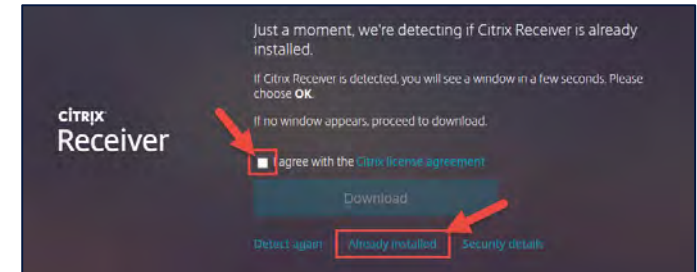 Just a moment, we're detecting if Citrix Receiver is already
installed.
If Citrix Receiver is detected, you will see a window in a few seconds. Please
choose OK.
If no window appears, proceed to download.
CİTRIX
Receiver
I agree with the Citrix license agreement
Download
Detect again Already installed Security details